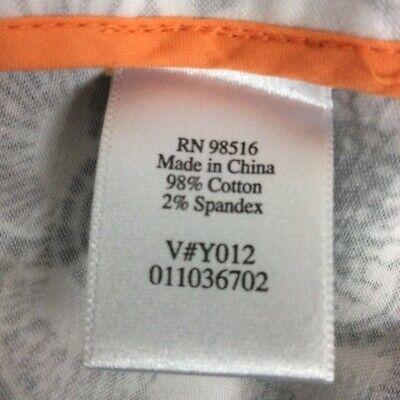 RN 98516
Made in China
98% Cotton
2% Spandex
V#Y012
011036702